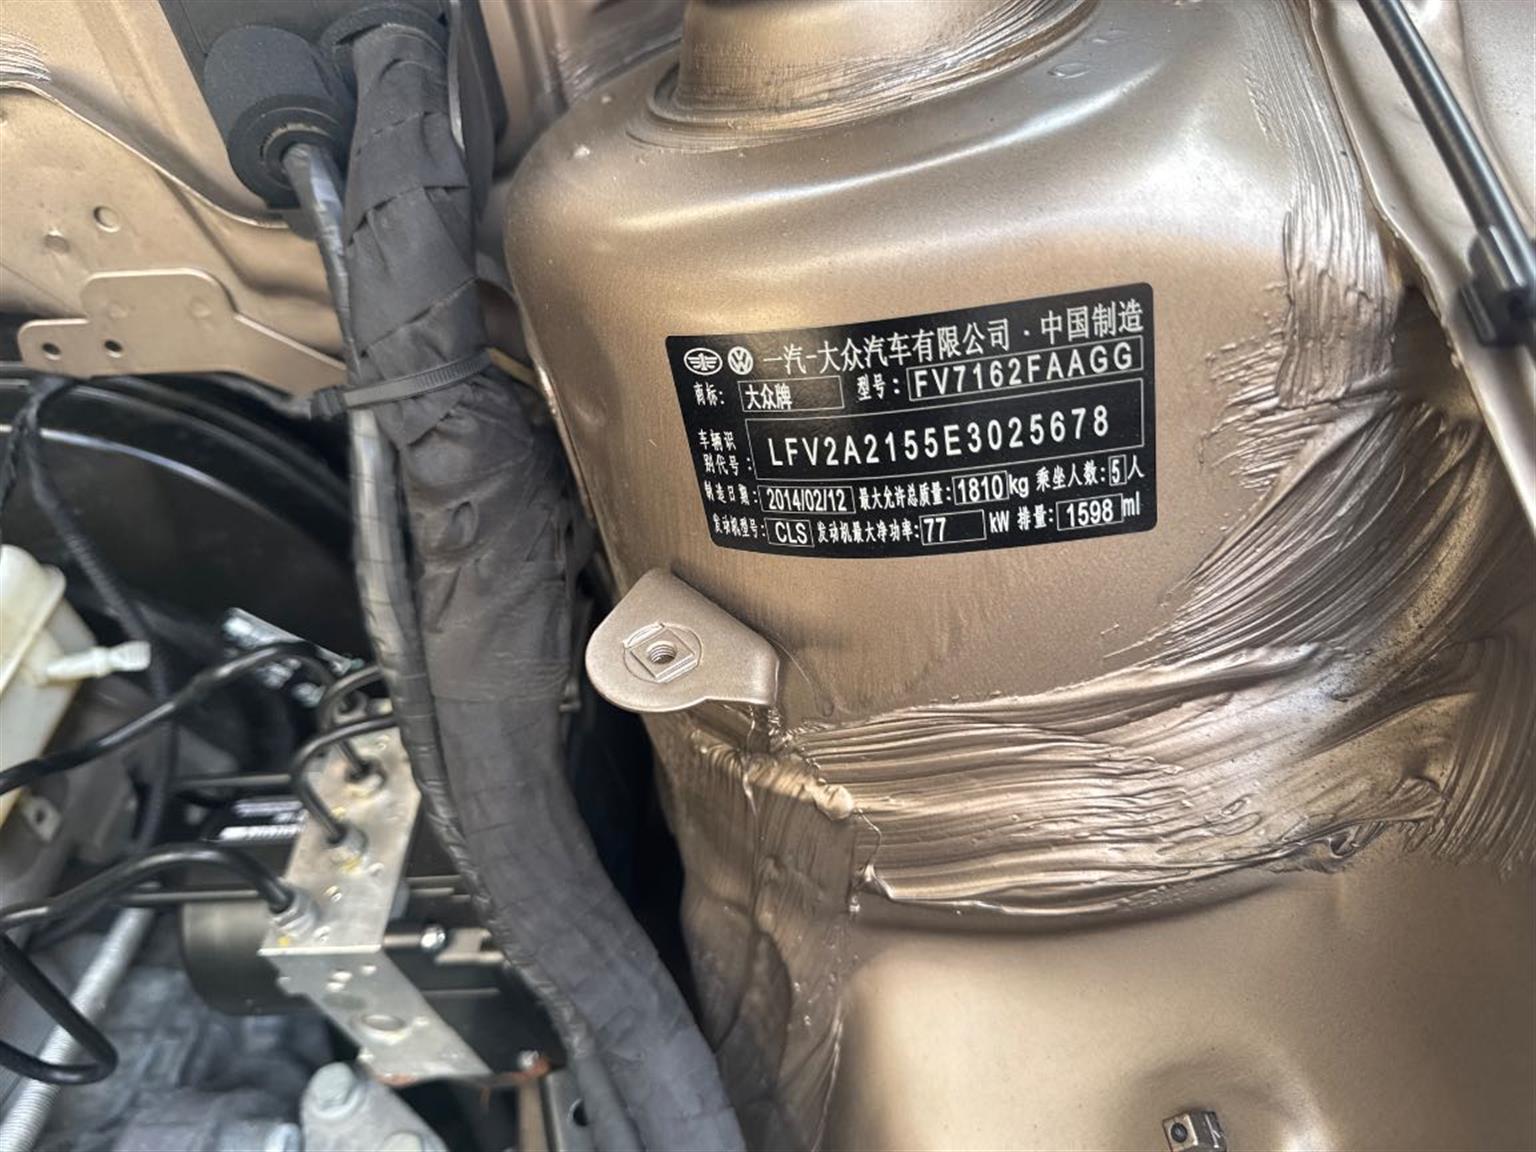 一汽-大众汽车有限公司·中国制造
商标: 大众牌 型号: FV7162FAAGG
车辆识别代号: LFV2A2155E3025678
制造日期: 2014/02/12 最大允许总质量: 1810 kg 乘坐人数: 5 人
发动机型号: CLS 发动机最大净功率: 77 kW 排量: 1598 ml